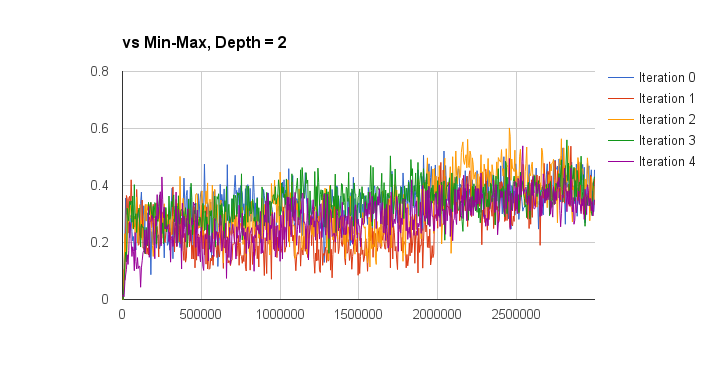 vs Min-Max, Depth = 2
0.8
0.6
0.4
0.2
0
0 500000 1000000 1500000 2000000 2500000
Iteration 0
Iteration 1
Iteration 2
Iteration 3
Iteration 4